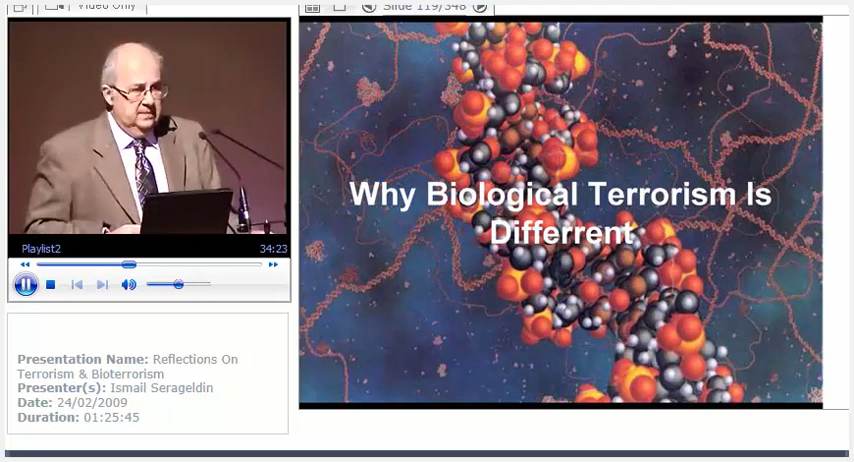 Video Only
Slide 119/348
Why Biological Terrorism Is
Differrent
Playlist2
34:23
Presentation Name: Reflections On
Terrorism & Bioterrorism
Presenter(s): Ismail Serageldin
Date: 24/02/2009
Duration: 01:25:45